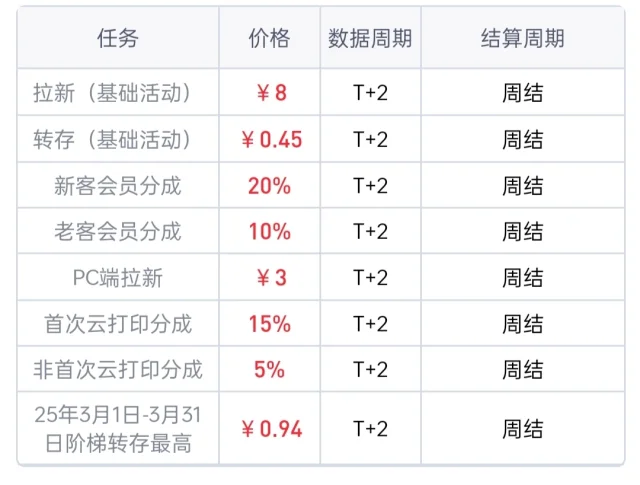 任务 价格 数据周期 结算周期
拉新（基础活动） ￥8 T+2 周结
转存（基础活动） ￥0.45 T+2 周结
新客会员分成 20% T+2 周结
老客会员分成 10% T+2 周结
PC端拉新 ￥3 T+2 周结
首次云打印分成 15% T+2 周结
非首次云打印分成 5% T+2 周结
25年3月1日-3月31
日阶梯转存最高 ￥0.94 T+2 周结